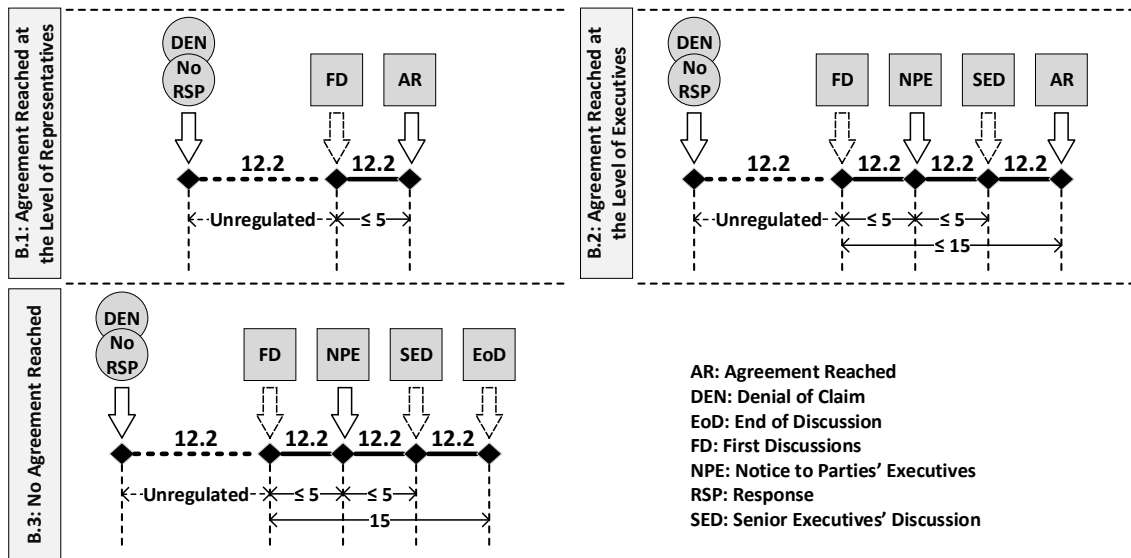 B.1: Agreement Reached at
the Level of Representatives
DEN
No
RSP
FD
AR
12.2
12.2
Unregulated
≤ 5
B.2: Agreement Reached at
the Level of Executives
DEN
No
RSP
FD
NPE
SED
AR
12.2
12.2
12.2
12.2
Unregulated
≤ 5
≤ 5
≤ 15
B.3: No Agreement Reached
DEN
No
RSP
FD
NPE
SED
EoD
12.2
12.2
12.2
12.2
Unregulated
≤ 5
≤ 5
15
AR: Agreement Reached
DEN: Denial of Claim
EoD: End of Discussion
FD: First Discussions
NPE: Notice to Parties’ Executives
RSP: Response
SED: Senior Executives’ Discussion